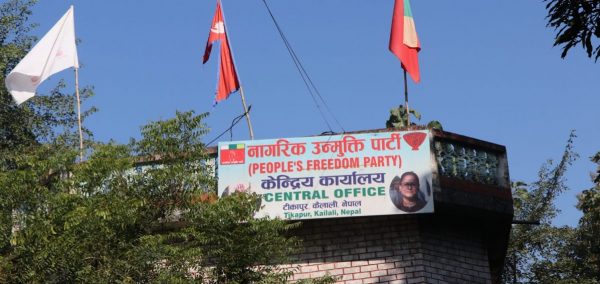 नागरिक उन्मुक्ति पार्टी
(PEOPLE'S FREEDOM PARTY)
केन्द्रिय कार्यालय
CENTRAL OFFICE
टीकापुर, कैलाली, नेपाल
Tikapur, Kailali, Nepal